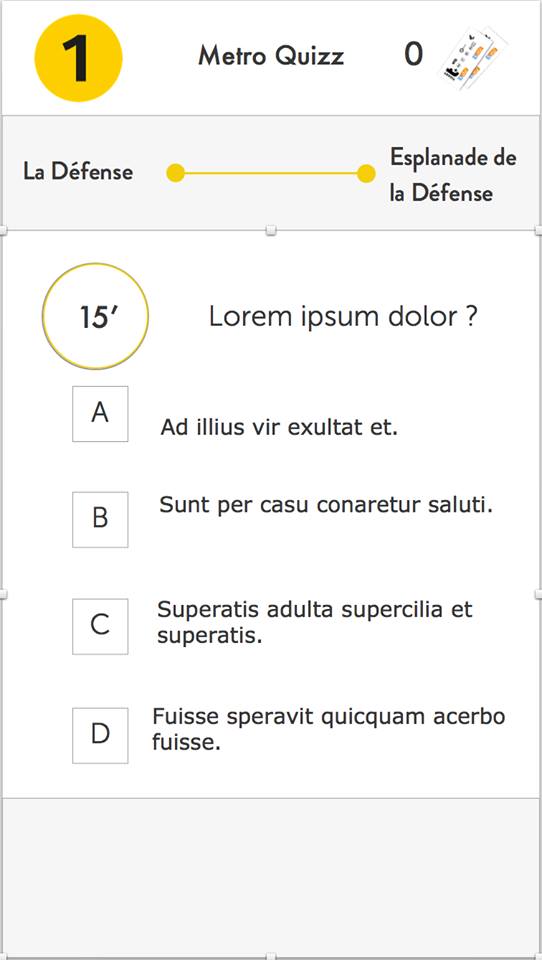 1
Metro Quizz
0
La Défense
Esplanade de
la Défense
15′
Lorem ipsum dolor ?
A
Ad illius vir exultat et.
B
Sunt per casu conaretur saluti.
C
Superatis adulta supercilia et
superatis.
D
Fuisse speravit quicquam acerbo
fuisse.